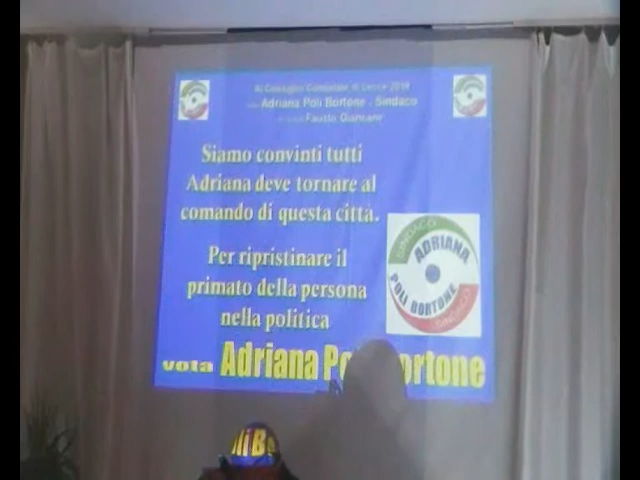 Al Consiglio Comunale di Lecce 2019
Adriana Poli Bortone - Sindaco
Fausto Giancane
Siamo convinti tutti
Adriana deve tornare al
comando di questa città.
Per ripristinare il
primato della persona
nella politica
SINDACO
ADRIANA
POLI BORTONE
SINDACO
vota Adriana Poli Bortone